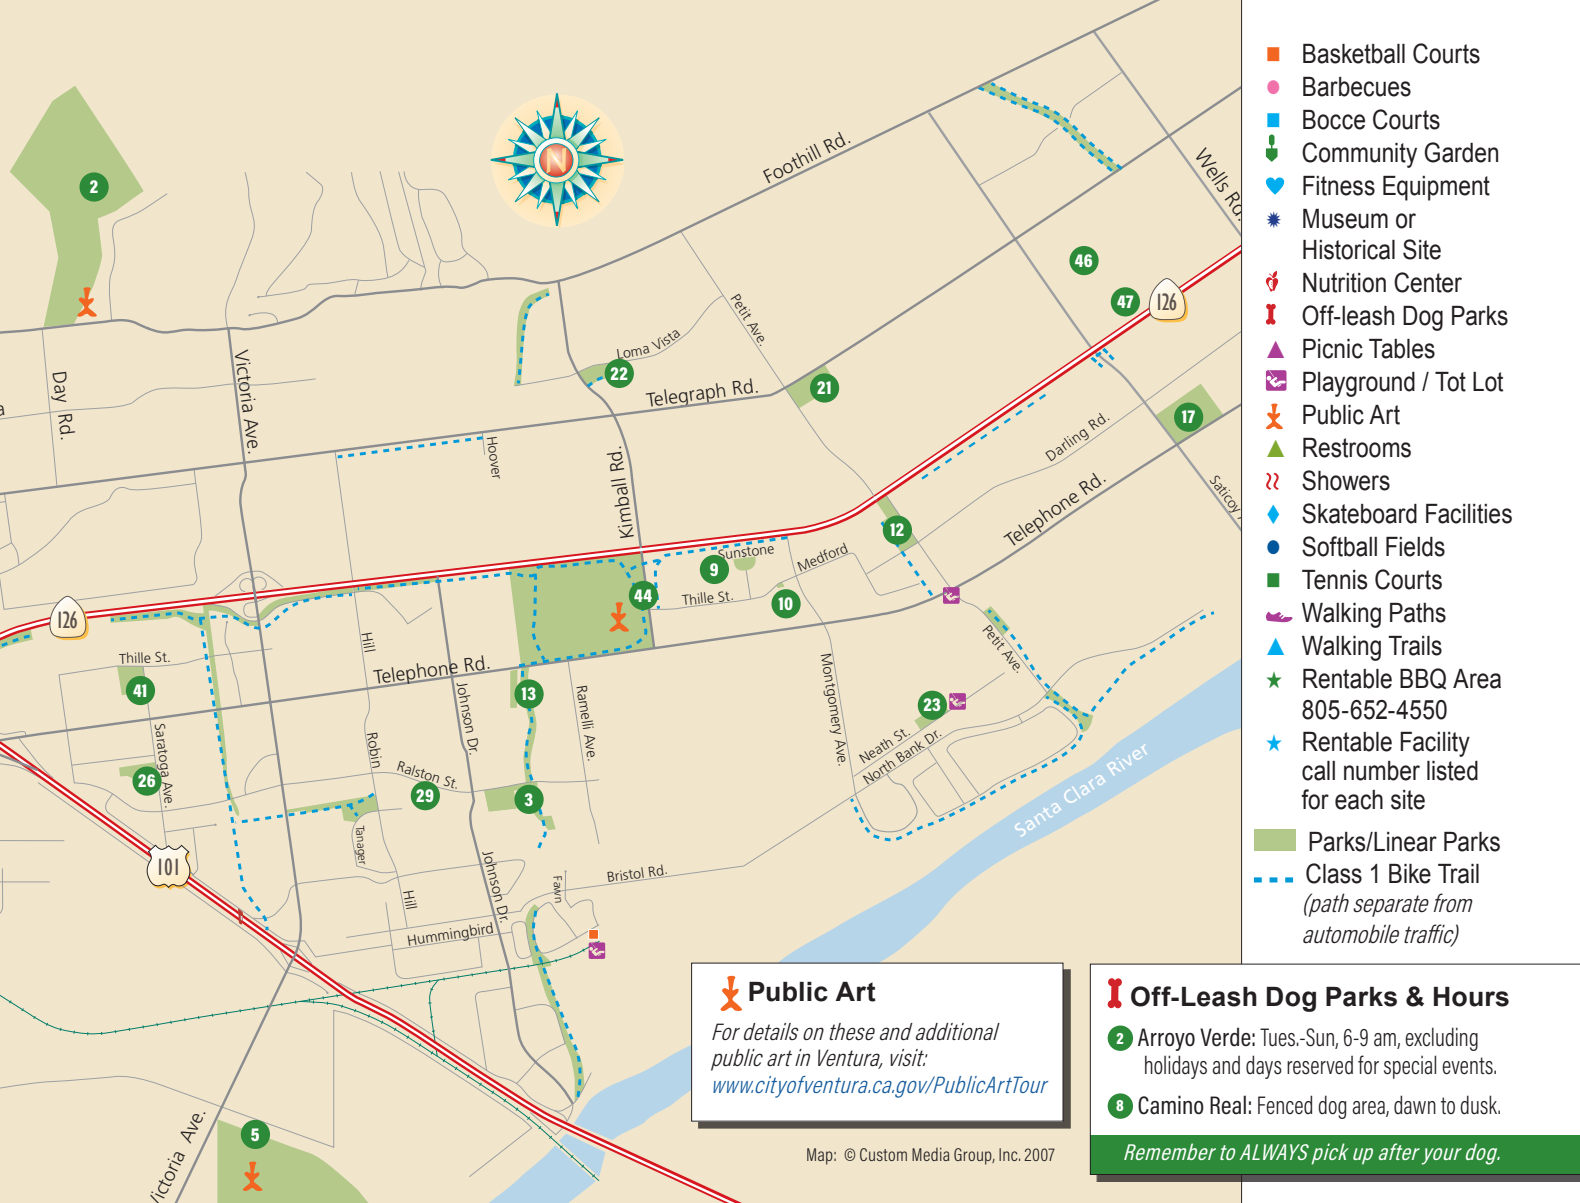 2
N
Foothill Rd.
Wells Rd.
46
47
126
Petit Ave.
Loma Vista
22
Victoria Ave.
Day Rd.
a
Telegraph Rd.
21
17
Hoover
Kimball Rd.
Darling Rd.
Telephone Rd.
Saticoy
12
Sunstone
Medford
9
44
Thille St.
10
126
Hill
Thille St.
41
Telephone Rd.
13
Johnson Dr.
Ramelli Ave.
Montgomery Ave.
Petit Ave.
23
Neath St.
North Bank Dr.
Saratoga Ave.
Robin
26
Ralston St.
29
3
Santa Clara River
Tanager
101
Johnson Dr.
Fawn
Bristol Rd.
Hill
Hummingbird
Victoria Ave.
5
Basketball Courts
Barbecues
Bocce Courts
Community Garden
Fitness Equipment
Museum or
Historical Site
Nutrition Center
Off-leash Dog Parks
Picnic Tables
Playground / Tot Lot
Public Art
Restrooms
Showers
Skateboard Facilities
Softball Fields
Tennis Courts
Walking Paths
Walking Trails
Rentable BBQ Area
805-652-4550
Rentable Facility
call number listed
for each site
Parks/Linear Parks
Class 1 Bike Trail
(path separate from
automobile traffic)
Public Art
For details on these and additional
public art in Ventura, visit:
www.cityofventura.ca.gov/PublicArtTour
Map: © Custom Media Group, Inc. 2007
Off-Leash Dog Parks & Hours
2 Arroyo Verde: Tues.-Sun, 6-9 am, excluding
holidays and days reserved for special events.
8 Camino Real: Fenced dog area, dawn to dusk.
Remember to ALWAYS pick up after your dog.